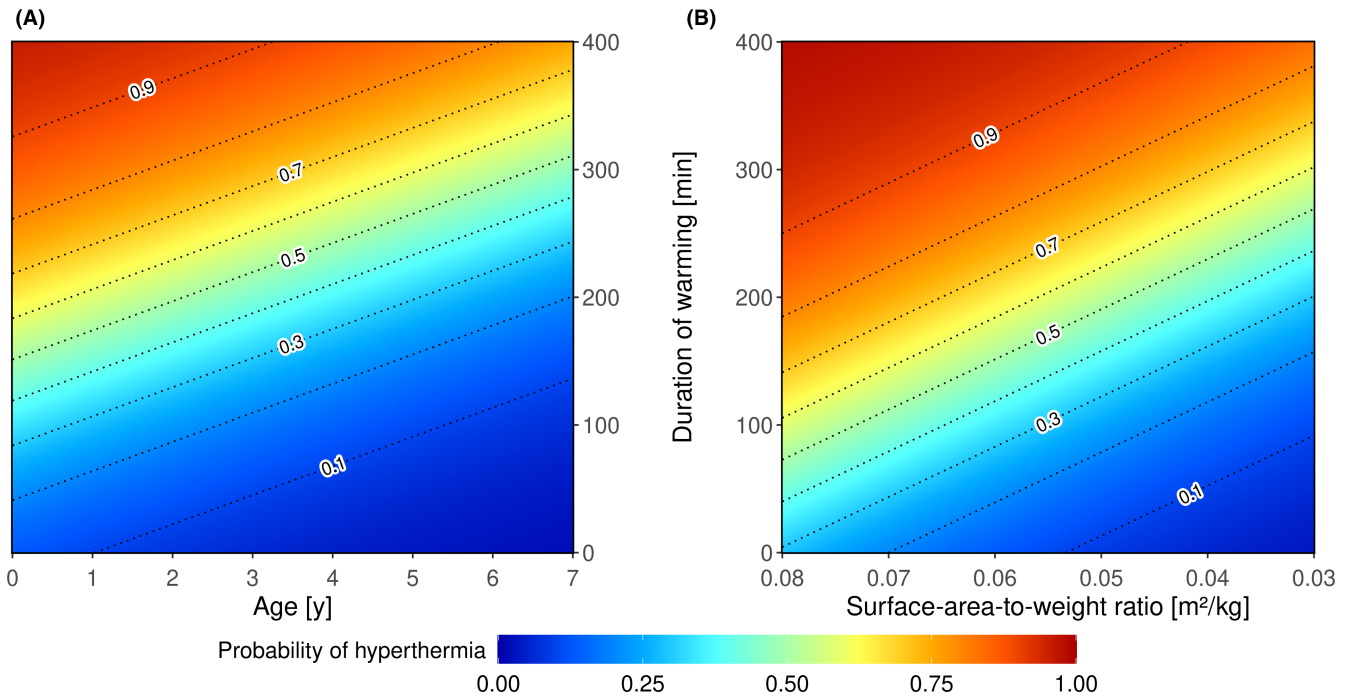 (A)
(B)
0.9
0.7
0.5
0.3
0.1
400
300
200
100
0
0 1 2 3 4 5 6 7
Age [y]
Duration of warming [min]
400
300
200
100
0
0.9
0.7
0.5
0.3
0.1
0.08 0.07 0.06 0.05 0.04 0.03
Surface-area-to-weight ratio [m²/kg]
Probability of hyperthermia
0.00 0.25 0.50 0.75 1.00